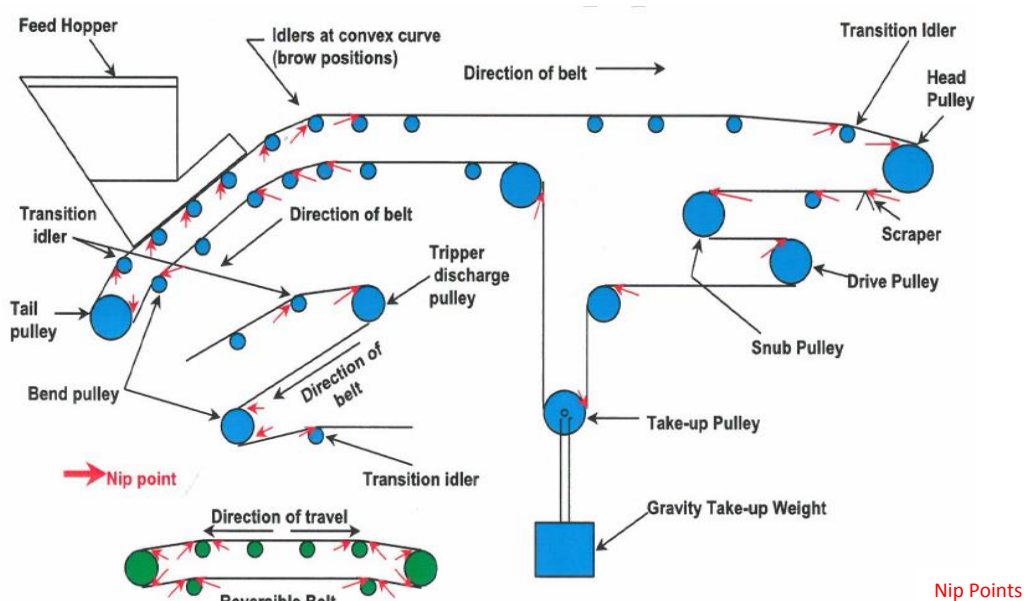 Feed Hopper
Idlers at convex curve
(brow positions)
Direction of belt
Transition Idler
Head
Pulley
Transition
idler
Direction of belt
Tripper
discharge
pulley
Scraper
Drive Pulley
Tail
pulley
Snub Pulley
Bend pulley
Direction of
belt
Take-up Pulley
Nip point
Transition idler
Gravity Take-up Weight
Direction of travel
Reversible Belt
Nip Points